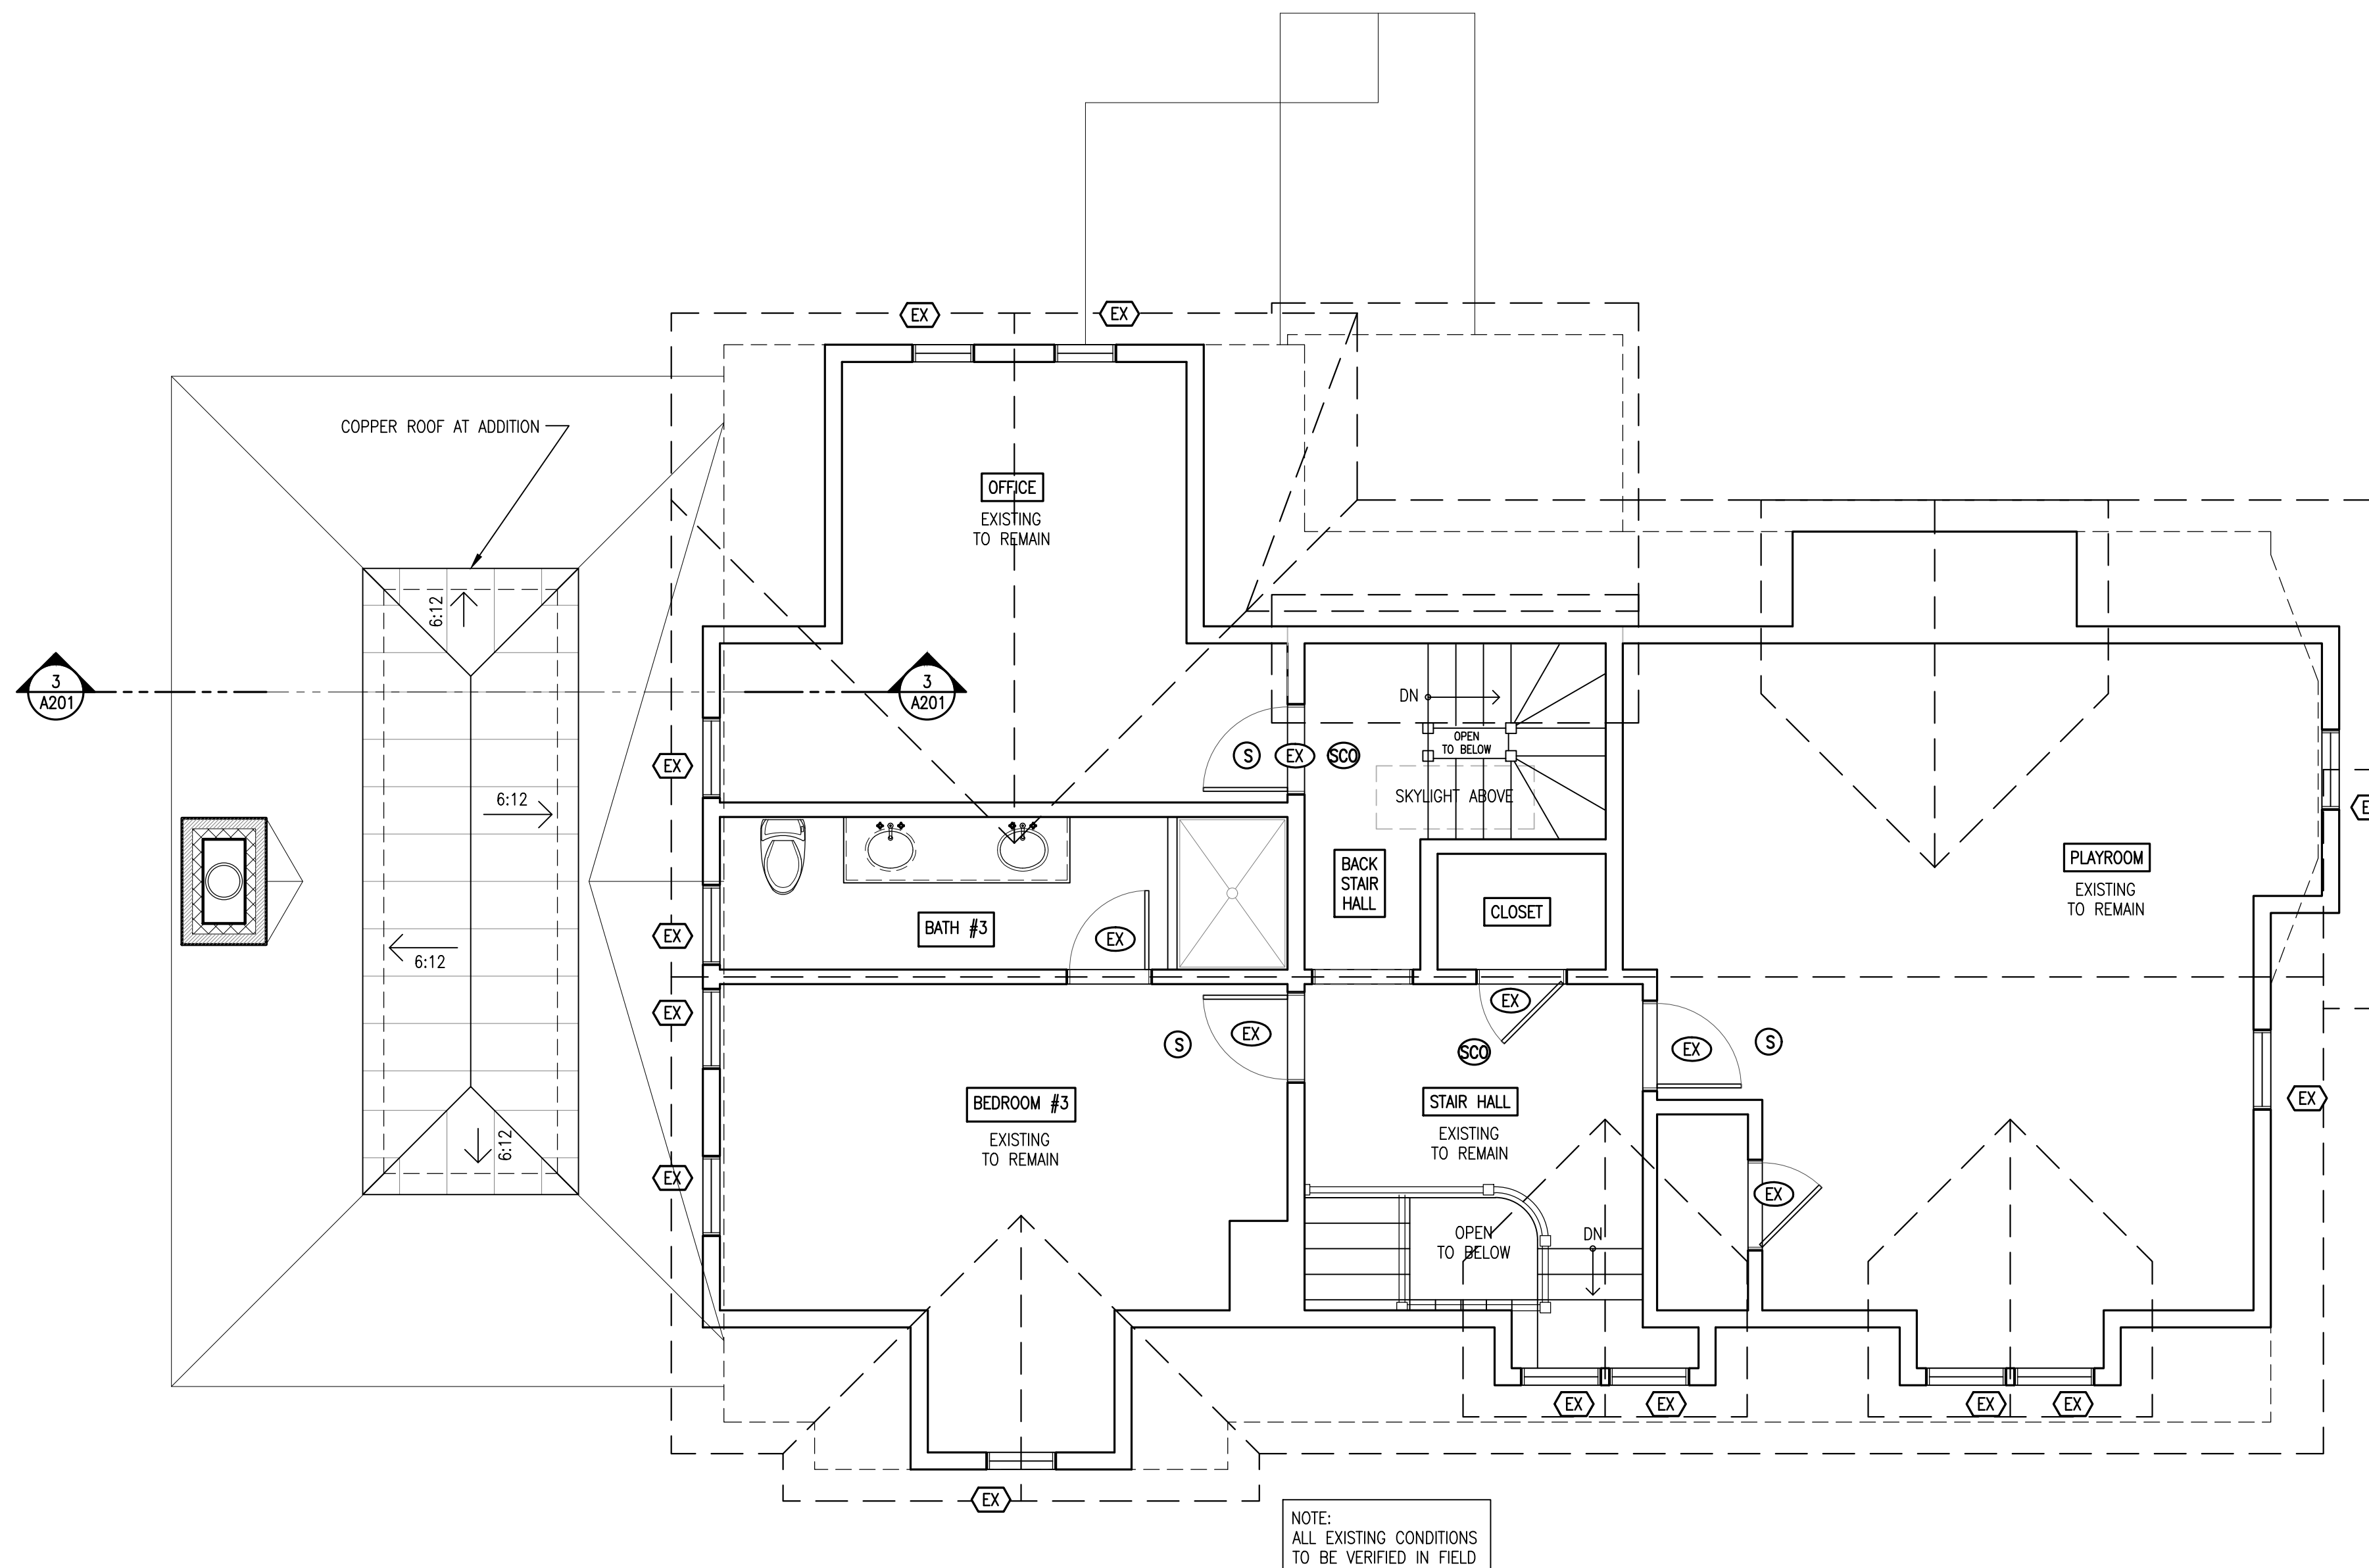 EX
EX
COPPER ROOF AT ADDITION
OFFICE
EXISTING
TO REMAIN
6:12
3
A201
3
A201
DN
OPEN
TO BELOW
S
EX
SCO
EX
SKYLIGHT ABOVE
6:12
BACK
STAIR
HALL
PLAYROOM
EXISTING
TO REMAIN
CLOSET
BATH #3
EX
EX
6:12
EX
EX
EX
S
SCO
EX
S
BEDROOM #3
EXISTING
TO REMAIN
STAIR HALL
EXISTING
TO REMAIN
EX
6:12
EX
EX
OPEN
TO BELOW
DN
EX
EX
EX
EX
EX
NOTE:
ALL EXISTING CONDITIONS
TO BE VERIFIED IN FIELD